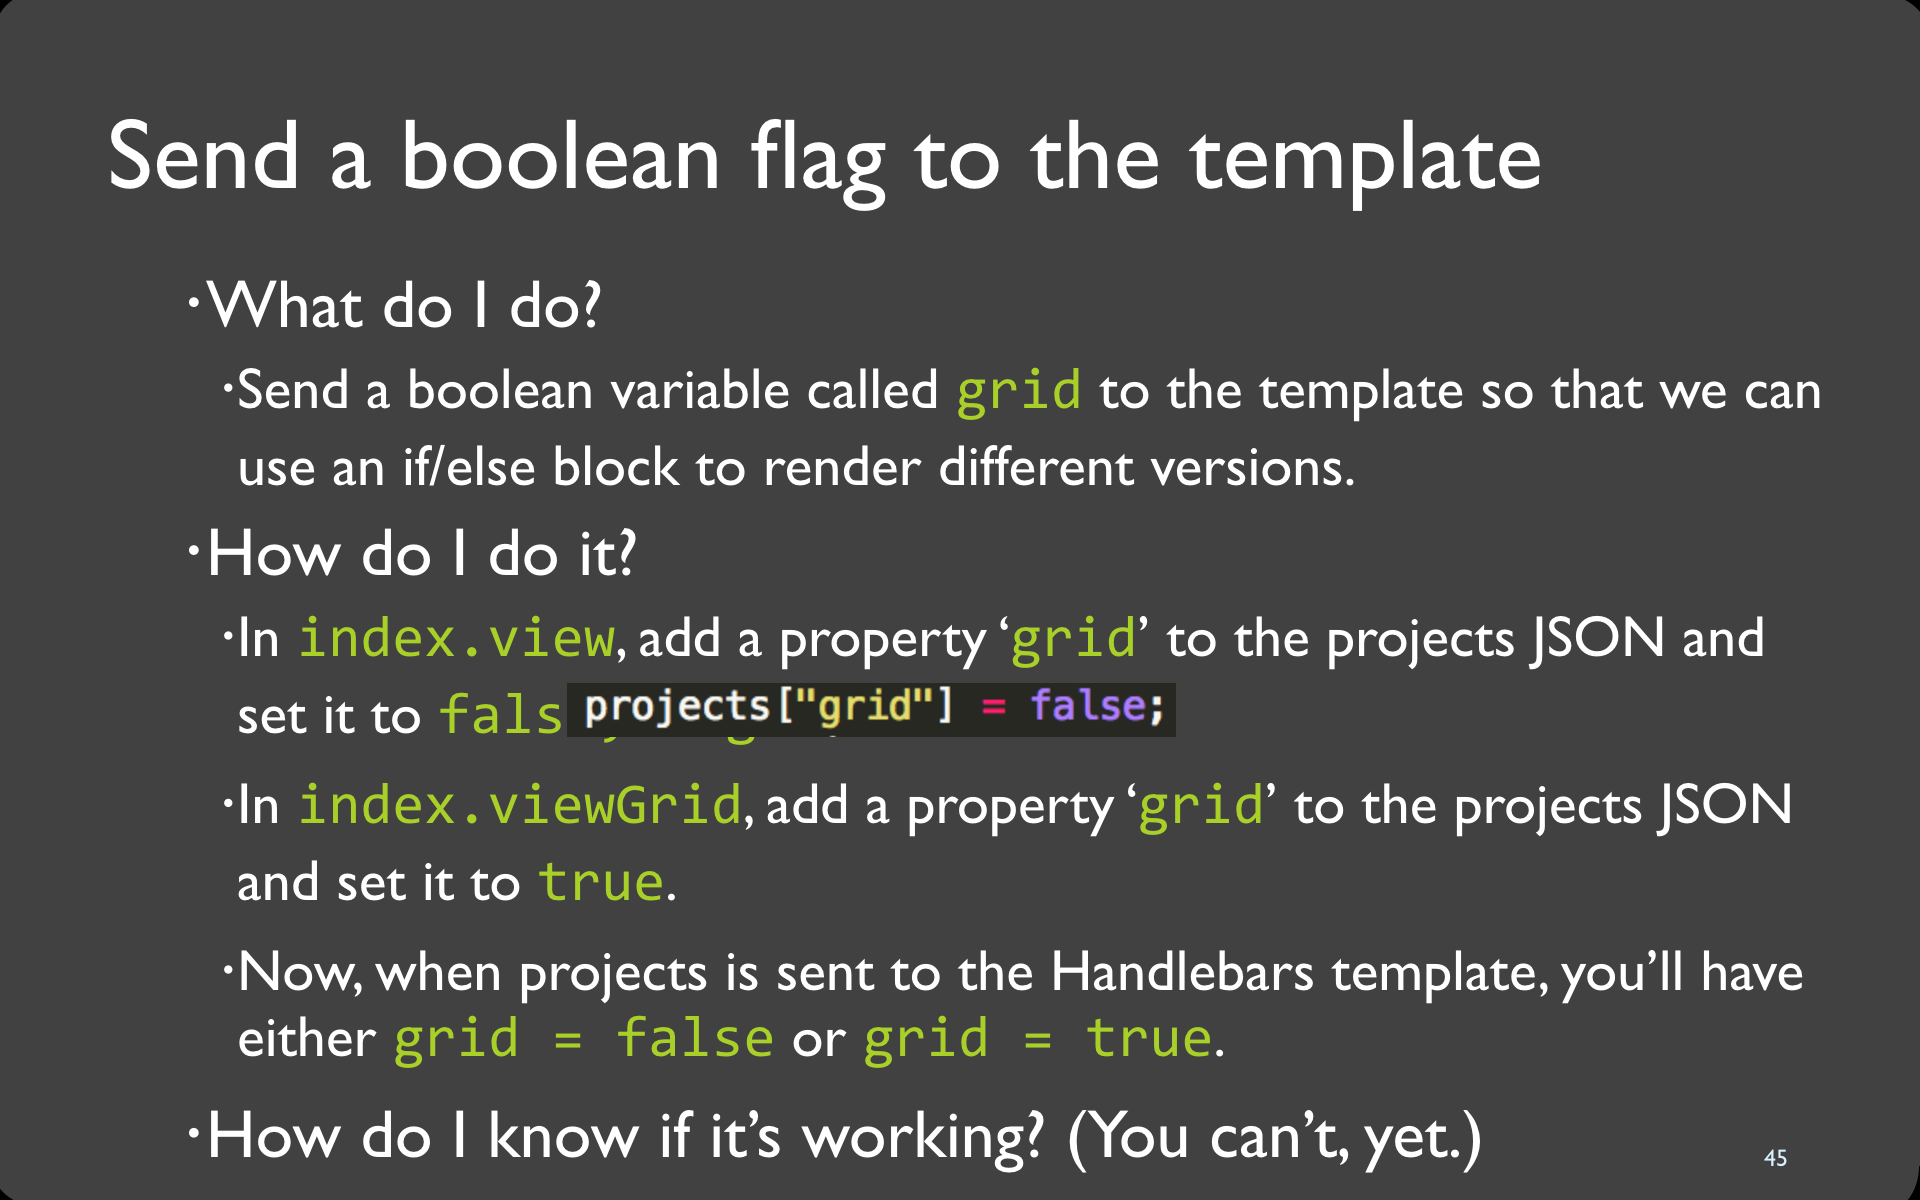 Send a boolean flag to the template
·What do I do?
·Send a boolean variable called grid to the template so that we can
use an if/else block to render different versions.
·How do I do it?
·In index.view, add a property ‘grid’ to the projects JSON and
set it to fals projects["grid"] = false;
·In index.viewGrid, add a property ‘grid’ to the projects JSON
and set it to true.
·Now, when projects is sent to the Handlebars template, you’ll have
either grid = false or grid = true.
·How do I know if it’s working? (You can’t, yet.)
45